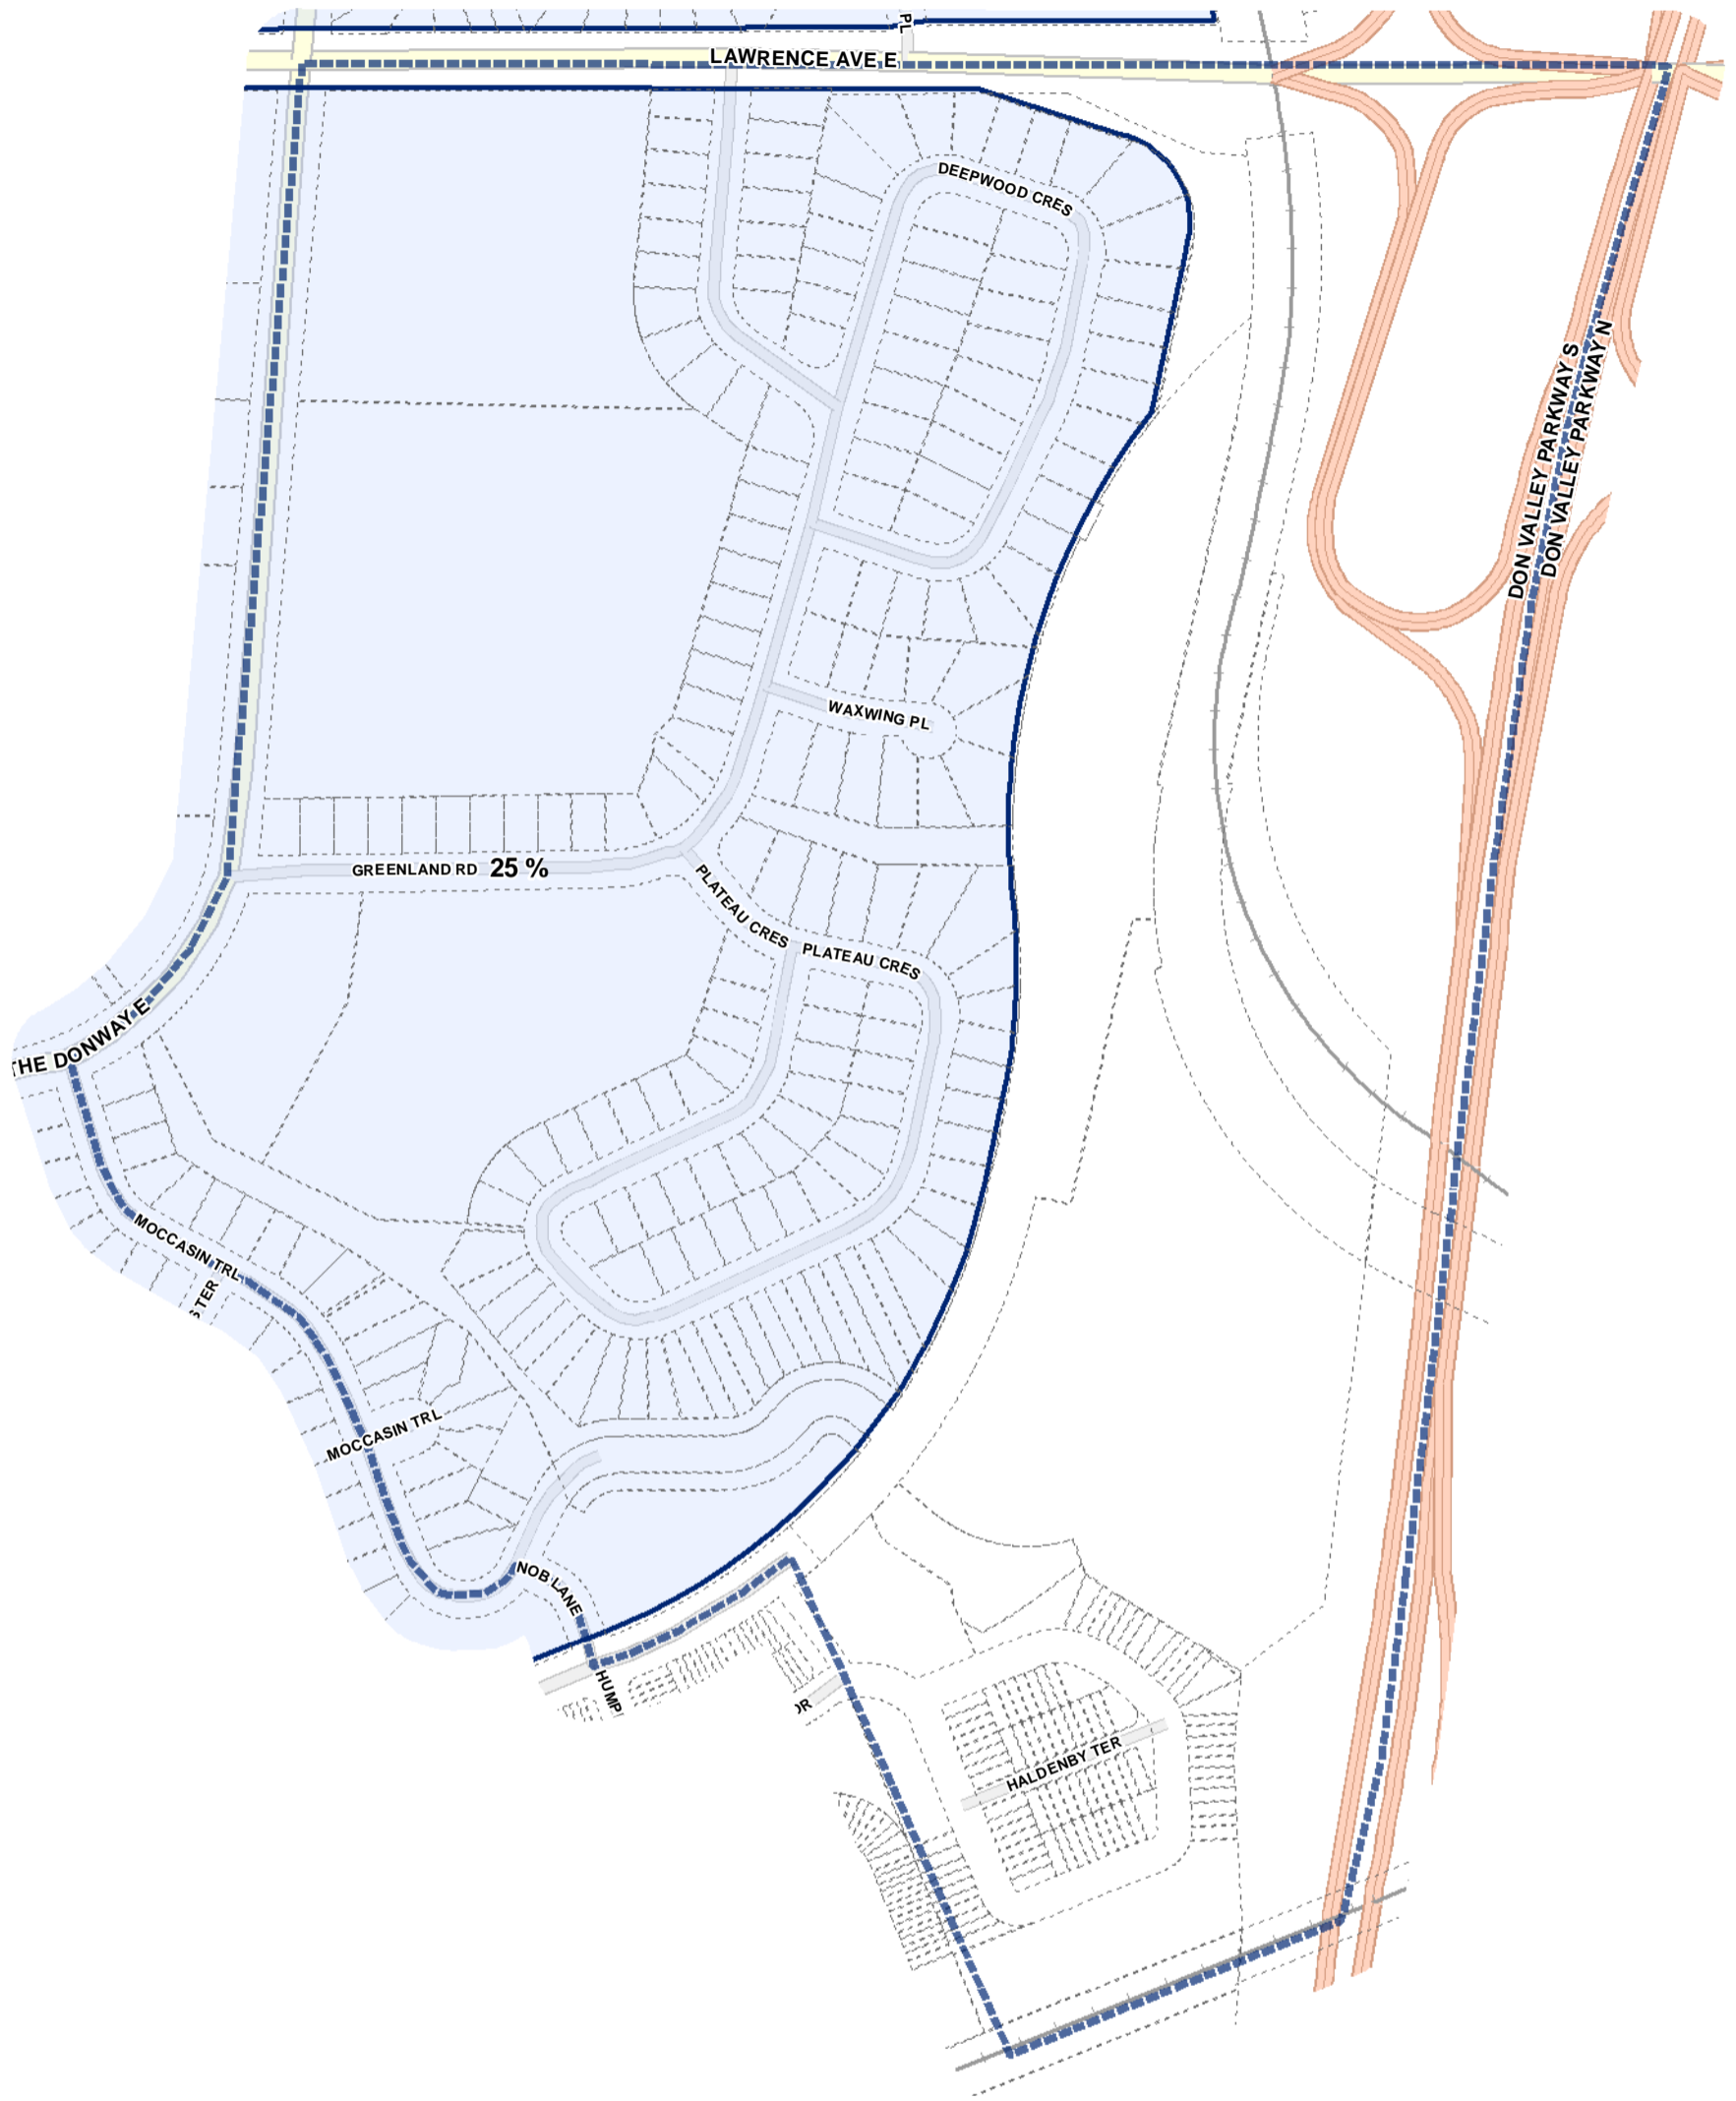 PL
LAWRENCE AVE E
DEEPWOOD CRES
DON VALLEY PARKWAY S
DON VALLEY PARKWAY N
WAXWING PL
GREENLAND RD 25 %
PLATEAU CRES
PLATEAU CRES
THE DONWAY E
MOCCASIN TRL
STER
MOCCASIN TRL
NOB LANE
HUMP
DR
HALDENBY TER